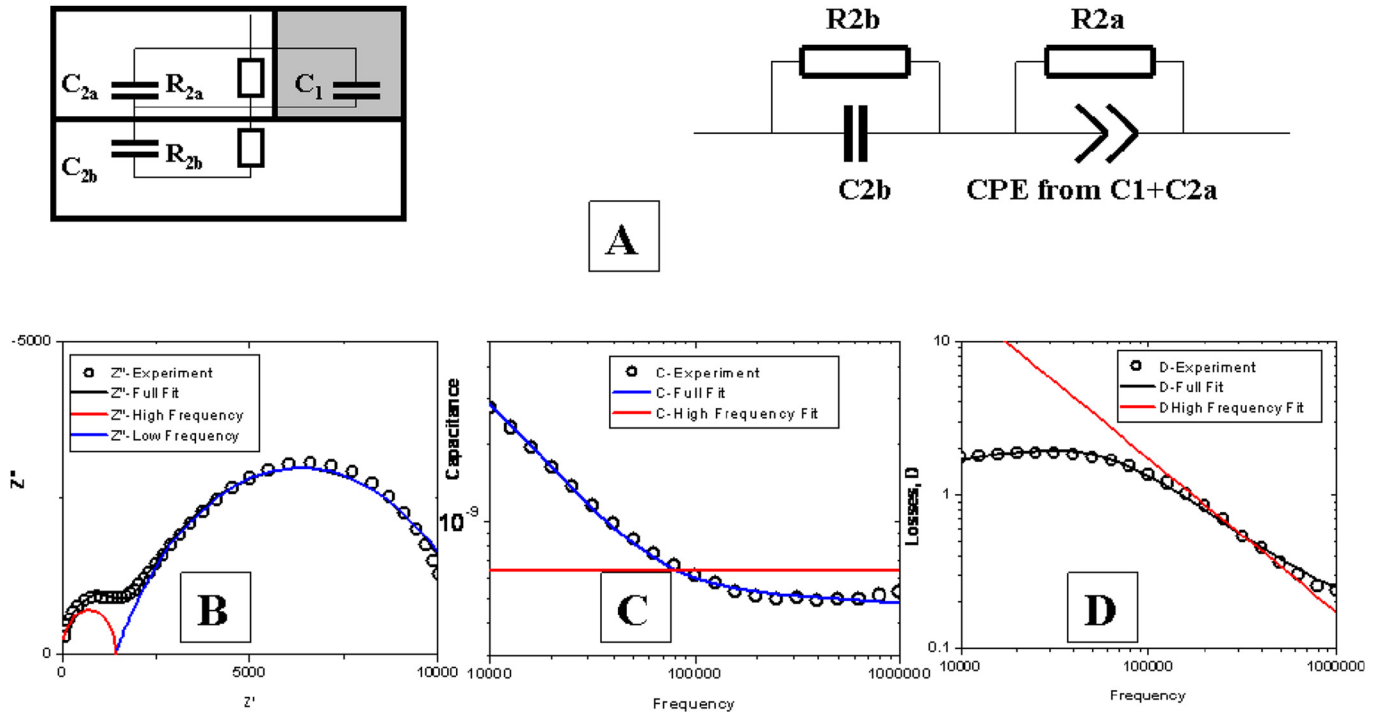 C2a R2a C1
C2b R2b
R2b R2a
C2b CPE from C1+C2a
A
-5000
Z"
0
Z"-Experiment
Z"-Full Fit
Z"-High Frequency
Z"-Low Frequency
B
0 5000 10000
Z'
Capacitance
10-9
C-Experiment
C-Full Fit
C-High Frequency Fit
C
10000 100000 1000000
Frequency
Losses, D
10
1
0.1
D-Experiment
D-Full Fit
D High Frequency Fit
D
10000 100000 1000000
Frequency